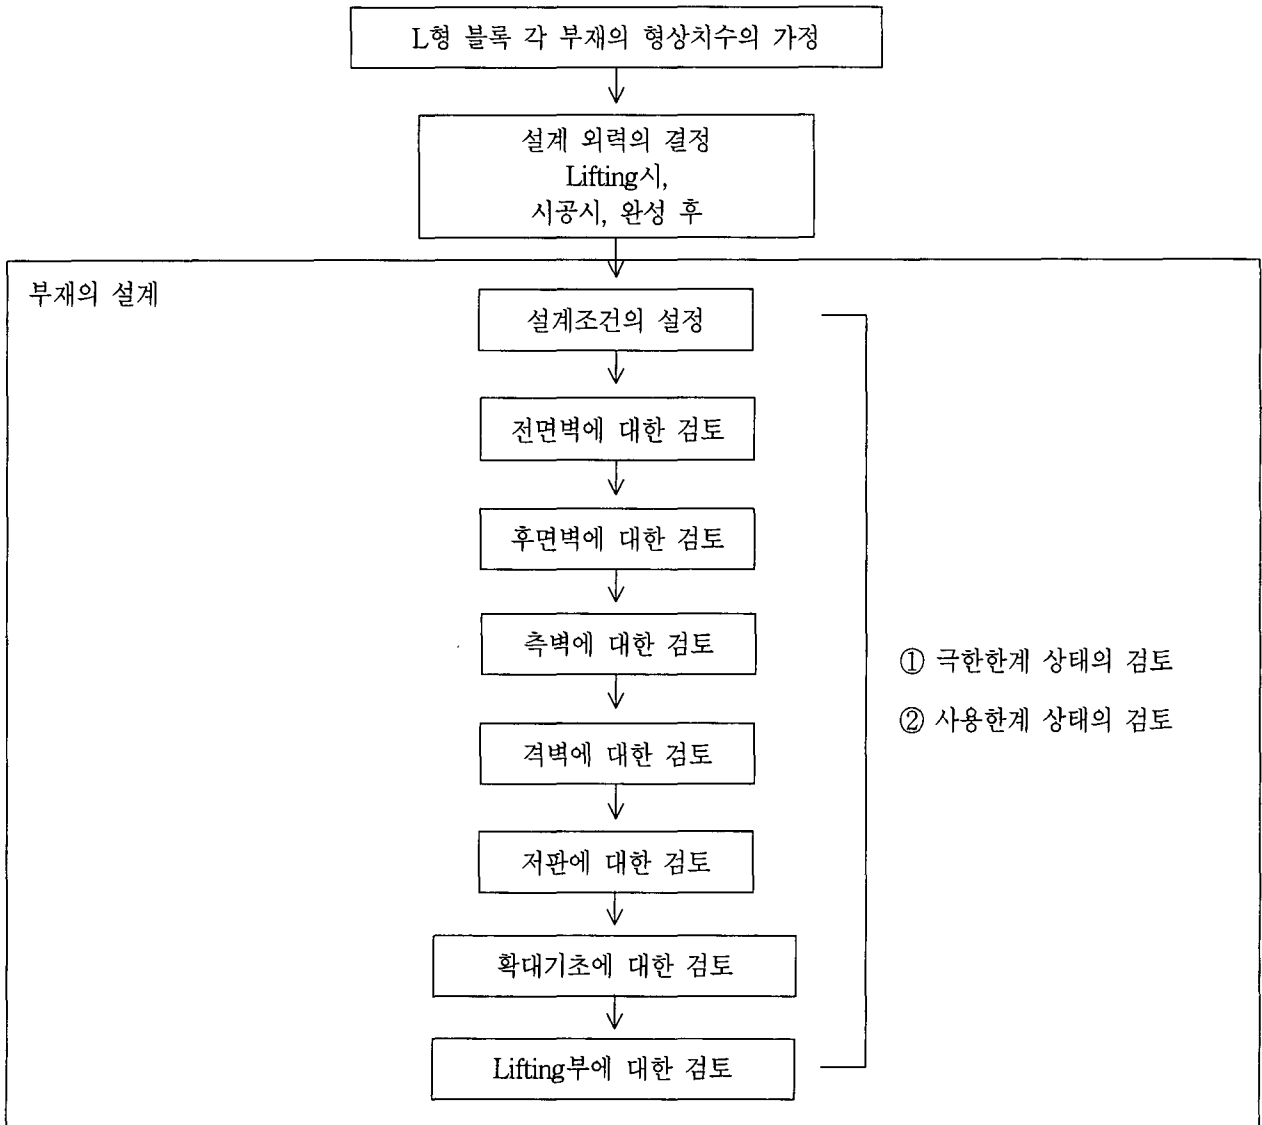 L형 블록 각 부재의 형상치수의 가정
설계 외력의 결정
Lifting시,
시공시, 완성 후
부재의 설계
설계조건의 설정
전면벽에 대한 검토
후면벽에 대한 검토
측벽에 대한 검토
격벽에 대한 검토
저판에 대한 검토
확대기초에 대한 검토
Lifting부에 대한 검토
① 극한한계 상태의 검토
② 사용한계 상태의 검토